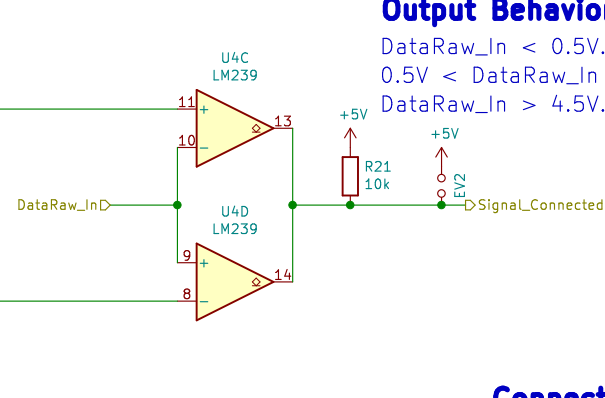 Output Behavio
DataRaw_In < 0.5V.
0.5V < DataRaw_In
DataRaw_In > 4.5V.
U4C
LM239
11
+
13
10
−
+5V
+5V
R21
10k
EV2
DataRaw_In
Signal_Connected
U4D
LM239
9
+
14
8
−
Connect